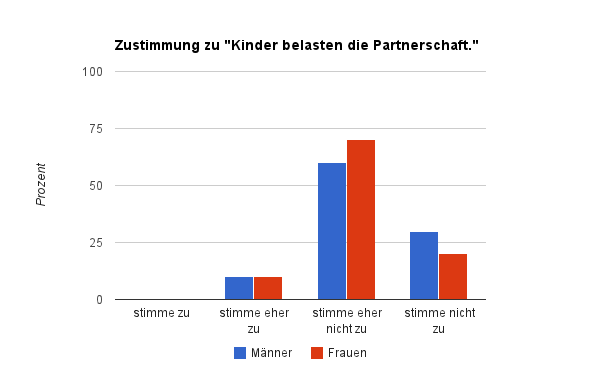 Zustimmung zu "Kinder belasten die Partnerschaft."
100
75
50
25
0
Prozent
stimme zu
stimme eher
zu
stimme eher
nicht zu
stimme nicht
zu
Männer
Frauen